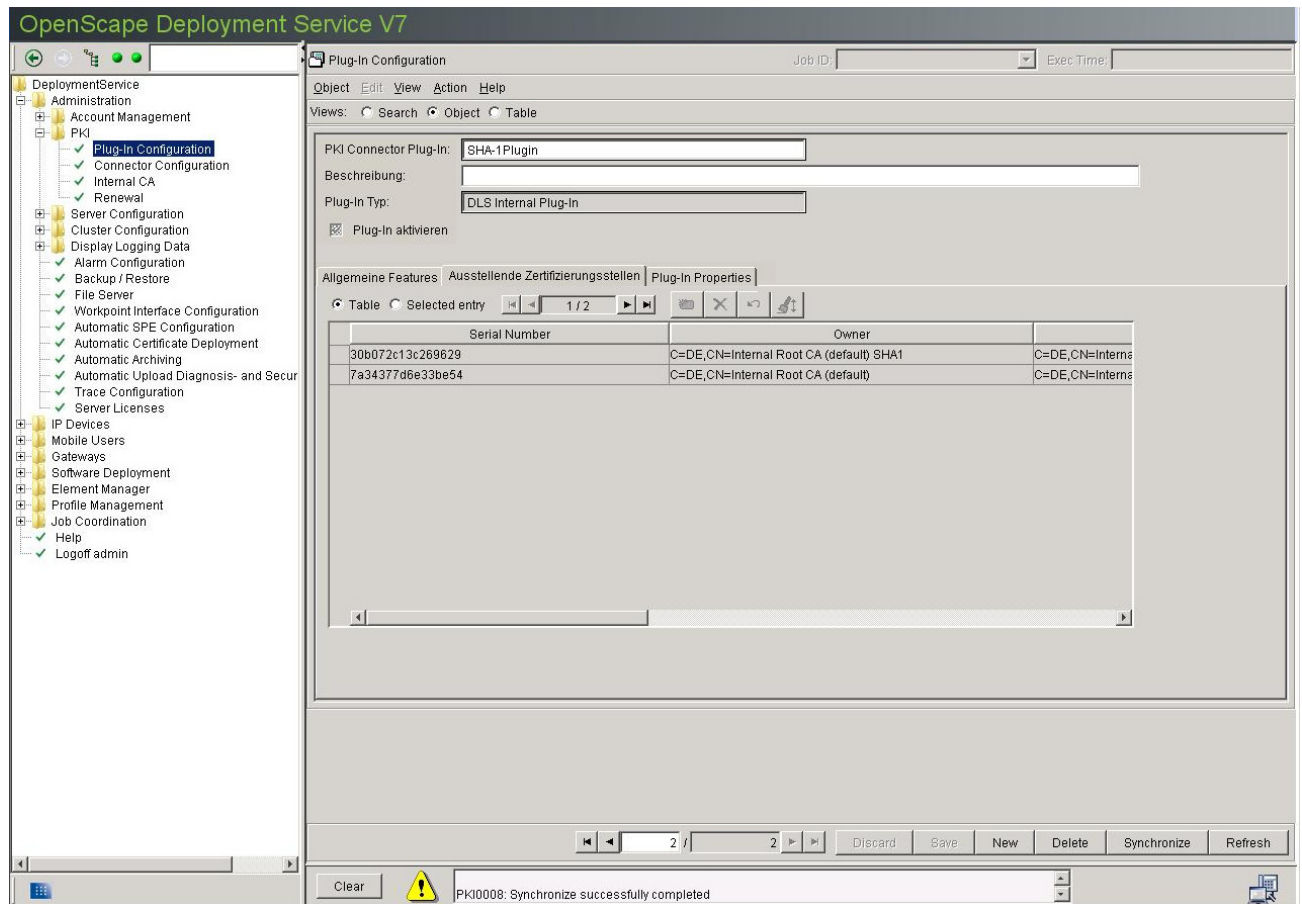 OpenScape Deployment Service V7
DeploymentService
Administration
Account Management
PKI
Plug-In Configuration
Connector Configuration
Internal CA
Renewal
Server Configuration
Cluster Configuration
Display Logging Data
Alarm Configuration
Backup / Restore
File Server
Workpoint Interface Configuration
Automatic SPE Configuration
Automatic Certificate Deployment
Automatic Archiving
Automatic Upload Diagnosis- and Secur
Trace Configuration
Server Licenses
IP Devices
Mobile Users
Gateways
Software Deployment
Element Manager
Profile Management
Job Coordination
Help
Logoff admin
Plug-In Configuration Job ID: Exec Time:
Object Edit View Action Help
Views: Search Object Table
PKI Connector Plug-In: SHA-1Plugin
Beschreibung:
Plug-In Typ: DLS Internal Plug-In
Plug-In aktivieren
Allgemeine Features Ausstellende Zertifizierungsstellen Plug-In Properties
Table Selected entry 1 / 2
Serial Number Owner
30b072c13c269629 C=DE,CN=Internal Root CA (default) SHA1 C=DE,CN=Interna
7a34377d6e33be54 C=DE,CN=Internal Root CA (default) C=DE,CN=Interna
2 / 2 Discard Save New Delete Synchronize Refresh
Clear PKI0008: Synchronize successfully completed